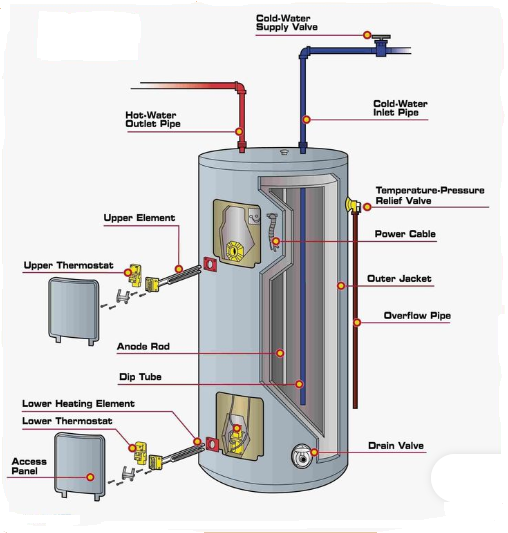 Cold-Water
Supply Valve
Hot-Water
Outlet Pipe
Cold-Water
Inlet Pipe
Temperature-Pressure
Relief Valve
Upper Element
Power Cable
Upper Thermostat
Outer Jacket
Overflow Pipe
Anode Rod
Dip Tube
Lower Heating Element
Lower Thermostat
Drain Valve
Access
Panel